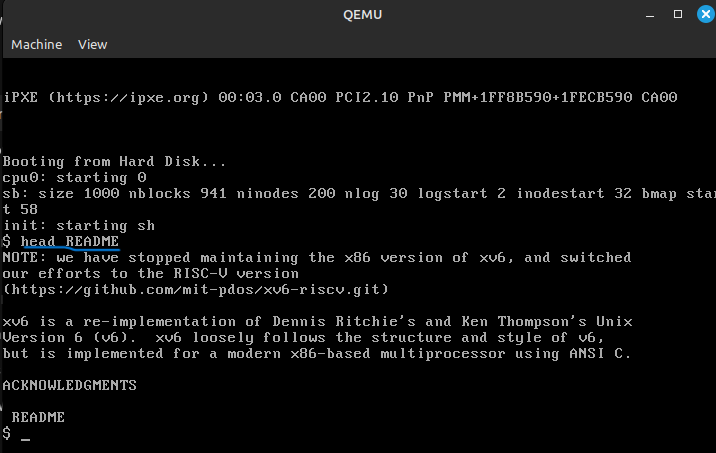 QEMU
Machine View
iPXE (https://ipxe.org) 00:03.0 CA00 PCI2.10 PnP PMM+1FF8B590+1FECB590 CA00
Booting from Hard Disk...
cpu0: starting 0
sb: size 1000 nblocks 941 ninodes 200 nlog 30 logstart 2 inodestart 32 bmap star
t 58
init: starting sh
$ head README
NOTE: we have stopped maintaining the x86 version of xv6, and switched
our efforts to the RISC-V version
(https://github.com/mit-pdos/xv6-riscv.git)
xv6 is a re-implementation of Dennis Ritchie's and Ken Thompson's Unix
Version 6 (v6).  xv6 loosely follows the structure and style of v6,
but is implemented for a modern x86-based multiprocessor using ANSI C.
ACKNOWLEDGMENTS
README
$ _